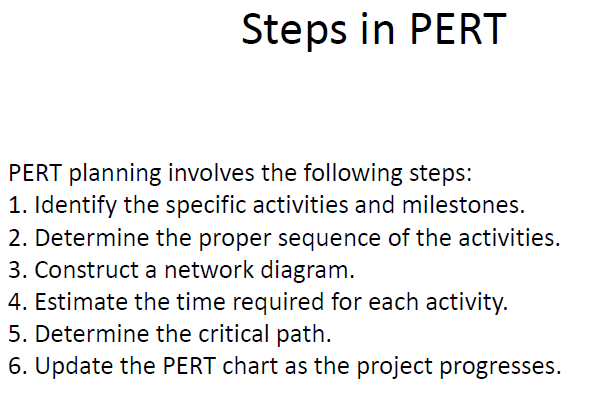 Steps in PERT
PERT planning involves the following steps:
1. Identify the specific activities and milestones.
2. Determine the proper sequence of the activities.
3. Construct a network diagram.
4. Estimate the time required for each activity.
5. Determine the critical path.
6. Update the PERT chart as the project progresses.